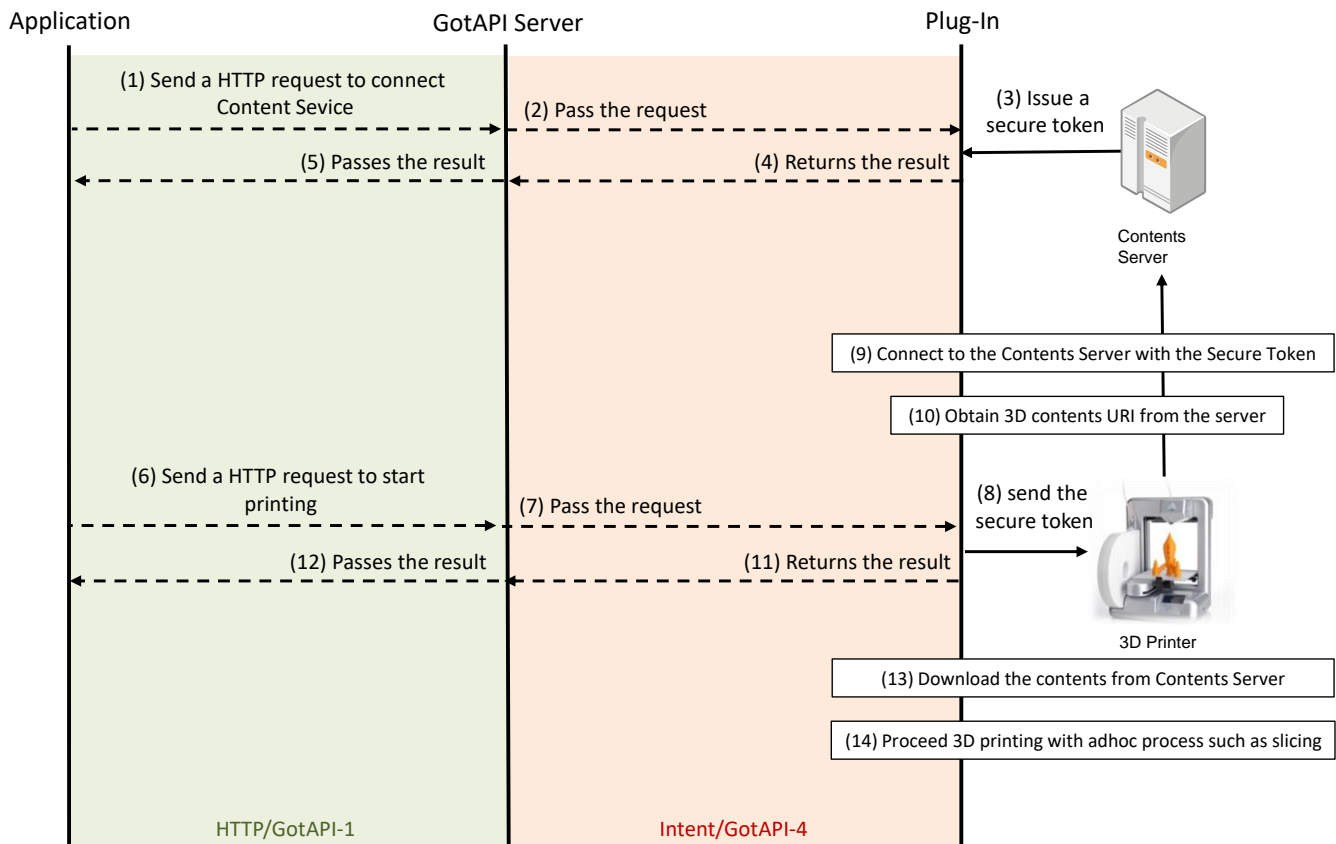 Application
GotAPI Server
Plug-In
(1) Send a HTTP request to connect
Content Sevice
(2) Pass the request
(3) Issue a
secure token
(5) Passes the result
(4) Returns the result
Contents
Server
(9) Connect to the Contents Server with the Secure Token
(10) Obtain 3D contents URI from the server
(6) Send a HTTP request to start
printing
(7) Pass the request
(8) send the
secure token
(12) Passes the result
(11) Returns the result
3D Printer
(13) Download the contents from Contents Server
(14) Proceed 3D printing with adhoc process such as slicing
HTTP/GotAPI-1
Intent/GotAPI-4